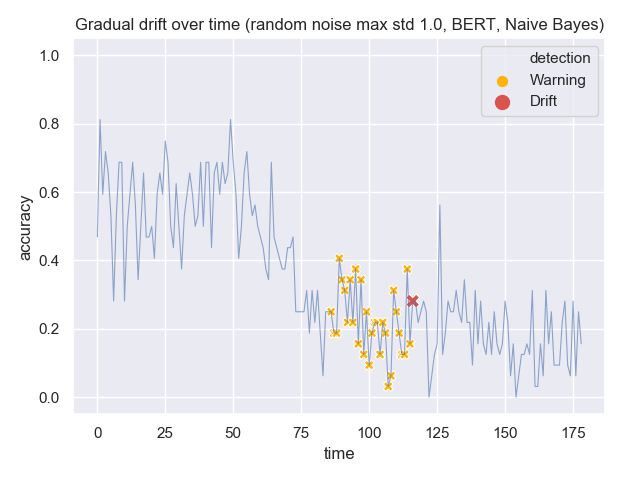 Gradual drift over time (random noise max std 1.0, BERT, Naive Bayes)
detection
Warning
Drift
accuracy
1.0
0.8
0.6
0.4
0.2
0.0
0 25 50 75 100 125 150 175
time